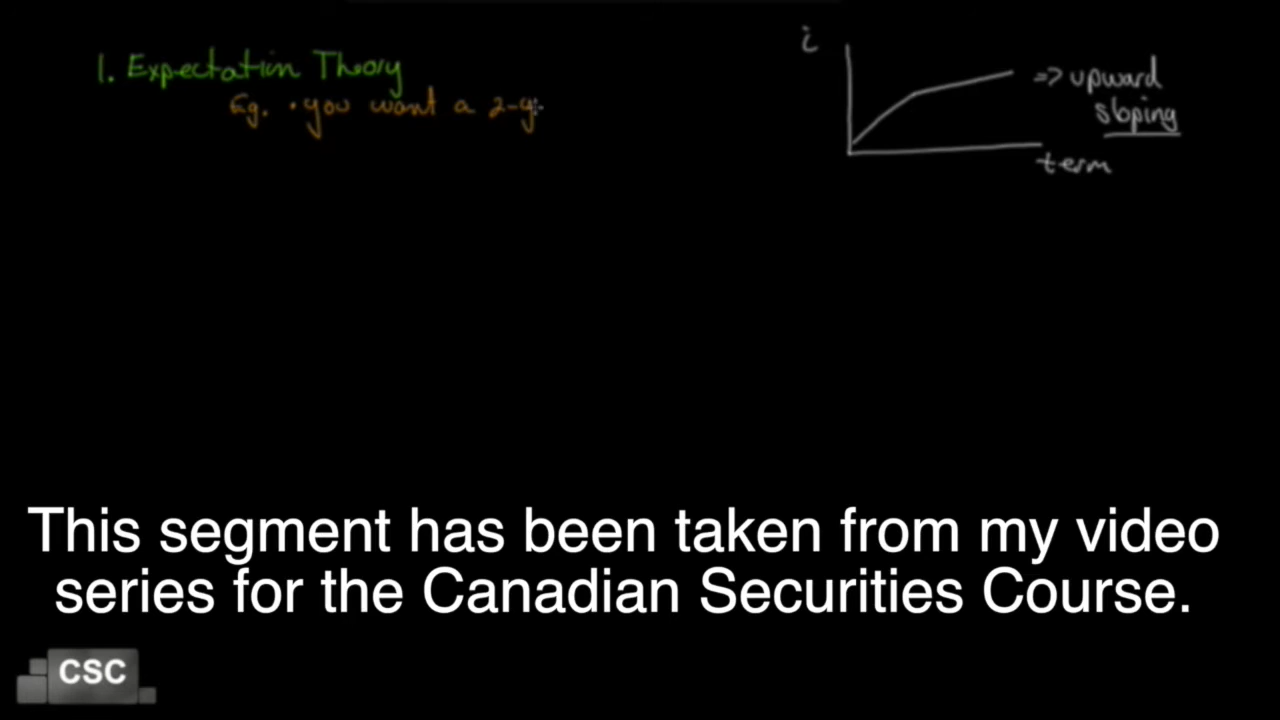 1. Expectation Theory
Eg. • you want a 2-y
i
=> upward
sloping
term
This segment has been taken from my video
series for the Canadian Securities Course.
CSC